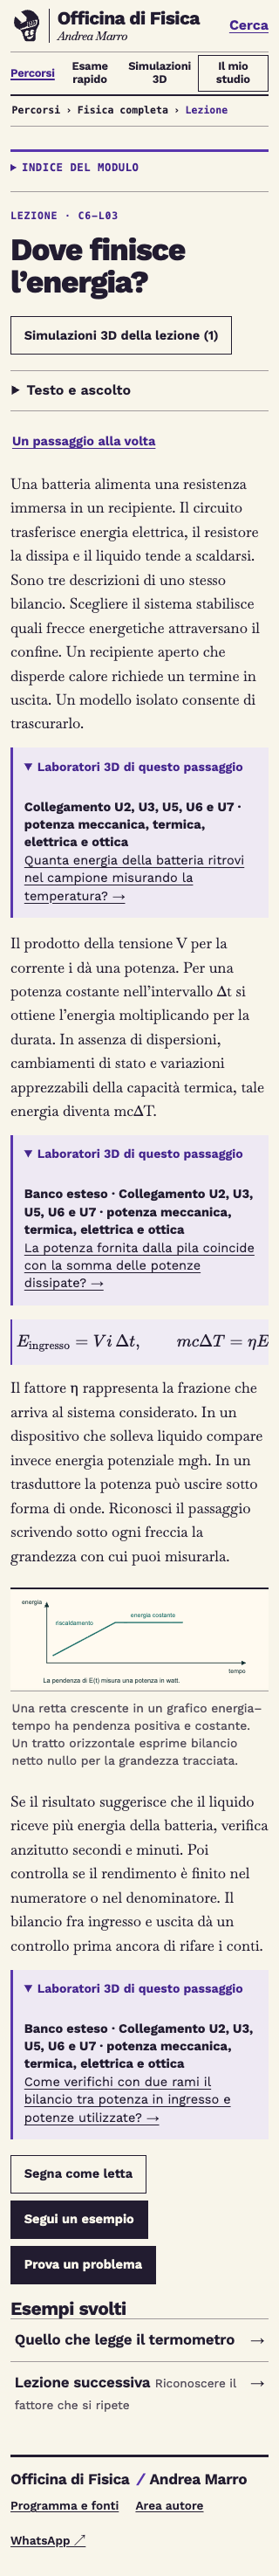 Officina di Fisica
Andrea Marro
Cerca
Percorsi
Esame
rapido
Simulazioni
3D
Il mio
studio
Percorsi › Fisica completa › Lezione
▶ INDICE DEL MODULO
LEZIONE · C6–L03
Dove finisce
l’energia?
Simulazioni 3D della lezione (1)
▶ Testo e ascolto
Un passaggio alla volta
Una batteria alimenta una resistenza
immersa in un recipiente. Il circuito
trasferisce energia elettrica, il resistore
la dissipa e il liquido tende a scaldarsi.
Sono tre descrizioni di uno stesso
bilancio. Scegliere il sistema stabilisce
quali frecce energetiche attraversano il
confine. Un recipiente aperto che
disperde calore richiede un termine in
uscita. Un modello isolato consente di
trascurarlo.
▼ Laboratori 3D di questo passaggio
Collegamento U2, U3, U5, U6 e U7 ·
potenza meccanica, termica,
elettrica e ottica
Quanta energia della batteria ritrovi
nel campione misurando la
temperatura? →
Il prodotto della tensione V per la
corrente i dà una potenza. Per una
potenza costante nell’intervallo Δt si
ottiene l’energia moltiplicando per la
durata. In assenza di dispersioni,
cambiamenti di stato e variazioni
apprezzabili della capacità termica, tale
energia diventa mcΔT.
▼ Laboratori 3D di questo passaggio
Banco esteso · Collegamento U2, U3,
U5, U6 e U7 · potenza meccanica,
termica, elettrica e ottica
La potenza fornita dalla pila coincide
con la somma delle potenze
dissipate? →
E_ingresso = V i Δt, mcΔT = ηE
Il fattore η rappresenta la frazione che
arriva al sistema considerato. In un
dispositivo che solleva liquido compare
invece energia potenziale mgh. In un
trasduttore la potenza può uscire sotto
forma di onde. Riconosci il passaggio
scrivendo sotto ogni freccia la
grandezza con cui puoi misurarla.
energia
riscaldamento
energia costante
tempo
La pendenza di E(t) misura una potenza in watt.
Una retta crescente in un grafico energia–
tempo ha pendenza positiva e costante.
Un tratto orizzontale esprime bilancio
netto nullo per la grandezza tracciata.
Se il risultato suggerisce che il liquido
riceve più energia della batteria, verifica
anzitutto secondi e minuti. Poi
controlla se il rendimento è finito nel
numeratore o nel denominatore. Il
bilancio fra ingresso e uscita dà un
controllo prima ancora di rifare i conti.
▼ Laboratori 3D di questo passaggio
Banco esteso · Collegamento U2, U3,
U5, U6 e U7 · potenza meccanica,
termica, elettrica e ottica
Come verifichi con due rami il
bilancio tra potenza in ingresso e
potenze utilizzate? →
Segna come letta
Segui un esempio
Prova un problema
Esempi svolti
Quello che legge il termometro →
Lezione successiva Riconoscere il →
fattore che si ripete
Officina di Fisica / Andrea Marro
Programma e fonti Area autore
WhatsApp ↗